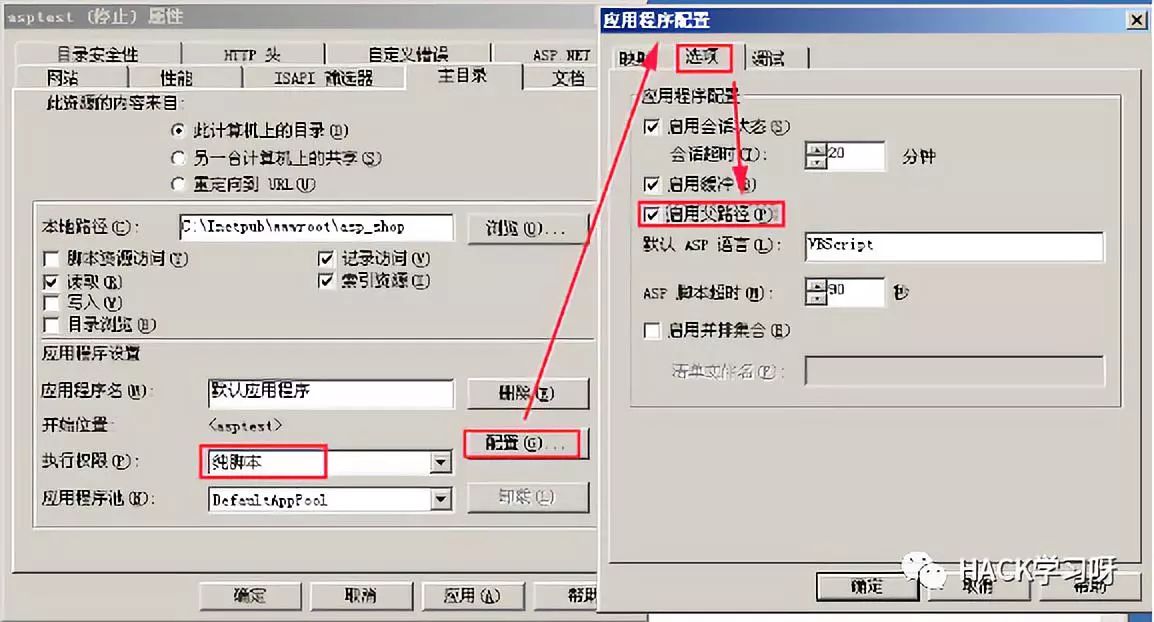 asptest (停止) 属性
目录安全性 HTTP 头 自定义错误 ASP.NET
网站 性能 ISAPI 筛选器 主目录 文档
此资源的内容来自:
此计算机上的目录(D)
另一台计算机上的共享(S)
重定向到 URL(U)
本地路径(C): C:\Inetpub\wwwroot\asp_shop 浏览(O)...
脚本资源访问(T) 记录访问(V)
读取(R) 索引资源(I)
写入(W)
目录浏览(B)
应用程序设置
应用程序名(M): 默认应用程序 删除(E)
开始位置: <asptest>
配置(G)...
执行权限(P): 纯脚本
应用程序池(N): DefaultAppPool 卸载(L)
确定 取消 应用(A) 帮助
应用程序配置
映射 选项 调试
应用程序配置
启用会话状态(S)
会话超时(T): 20 分钟
启用缓冲(B)
启用父路径(P)
默认 ASP 语言(L): VBScript
ASP 脚本超时(M): 90 秒
启用并排集合(E)
清单文件名(F):
确定 取消 帮助
HACK学习呀